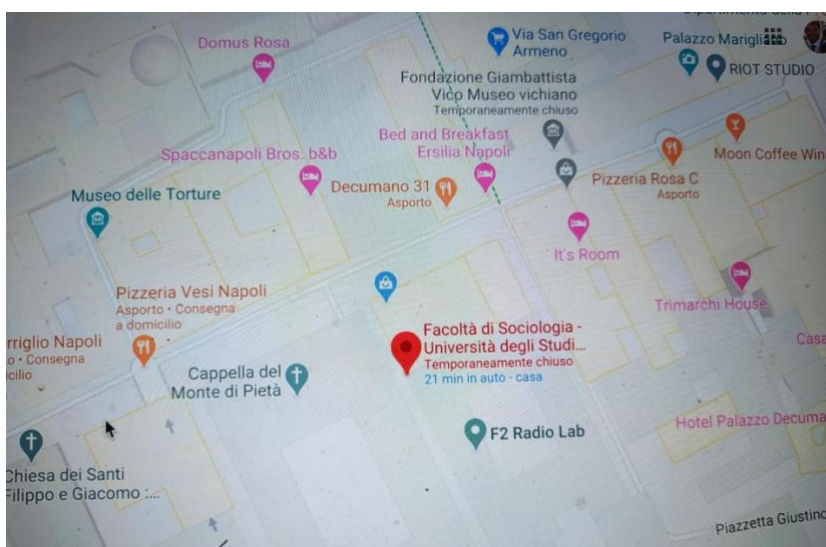 Domus Rosa
Via San Gregorio
Armeno
Palazzo Marigliano
RIOT STUDIO
Fondazione Giambattista
Vico Museo vichiano
Temporaneamente chiuso
Bed and Breakfast
Ersilia Napoli
Moon Coffee Win
Spaccanapoli Bros. b&b
Decumano 31
Asporto
Pizzeria Rosa C
Asporto
Museo delle Torture
It's Room
Pizzeria Vesi Napoli
Asporto · Consegna
a domicilio
Trimarchi House
Facoltà di Sociologia -
Università degli Studi...
Temporaneamente chiuso
21 min in auto - casa
rriglio Napoli
o · Consegna
icilio
Casa
Cappella del
Monte di Pietà
F2 Radio Lab
Hotel Palazzo Decuma
Chiesa dei Santi
Filippo e Giacomo :...
Piazzetta Giustino